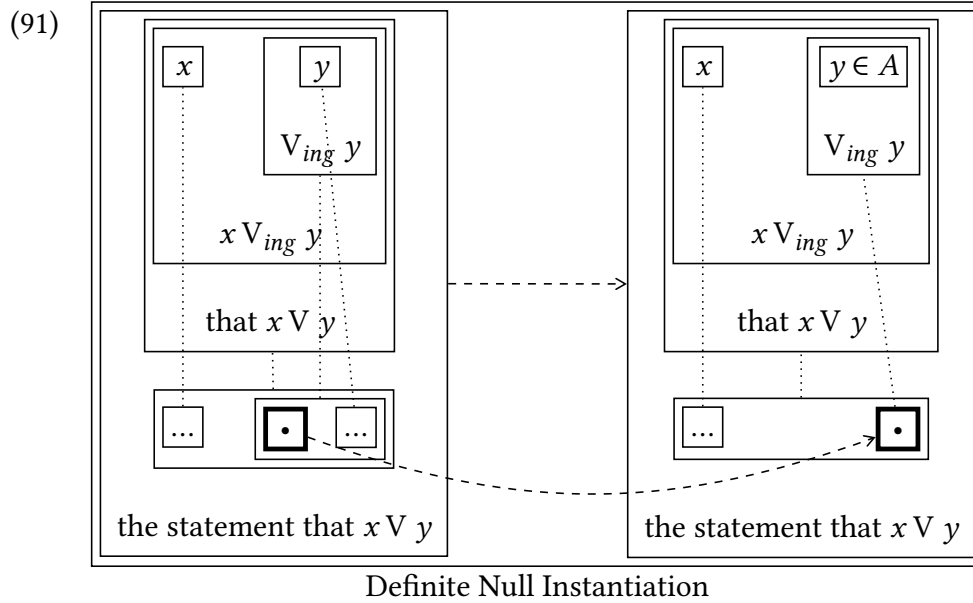 (91)
x y x y ∈ A
V_ing y V_ing y
x V_ing y x V_ing y
that x V y that x V y
... • ... ... •
the statement that x V y the statement that x V y
Definite Null Instantiation